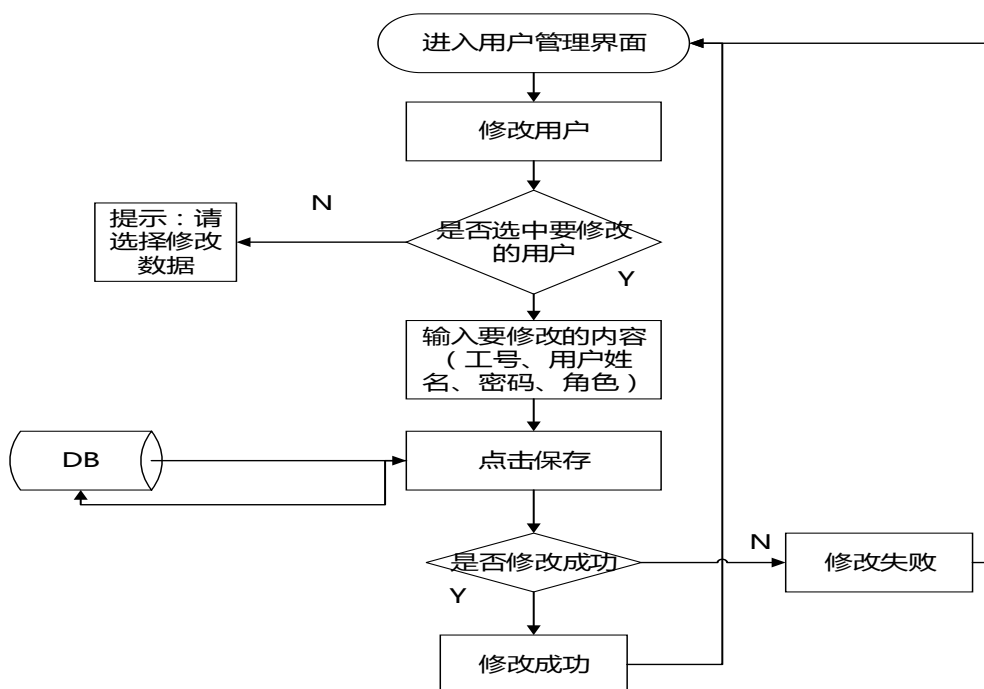 进入用户管理界面
修改用户
N
提示：请
选择修改
数据
是否选中要修改
的用户
Y
输入要修改的内容
（工号、用户姓
名、密码、角色）
DB
点击保存
是否修改成功
N
修改失败
Y
修改成功